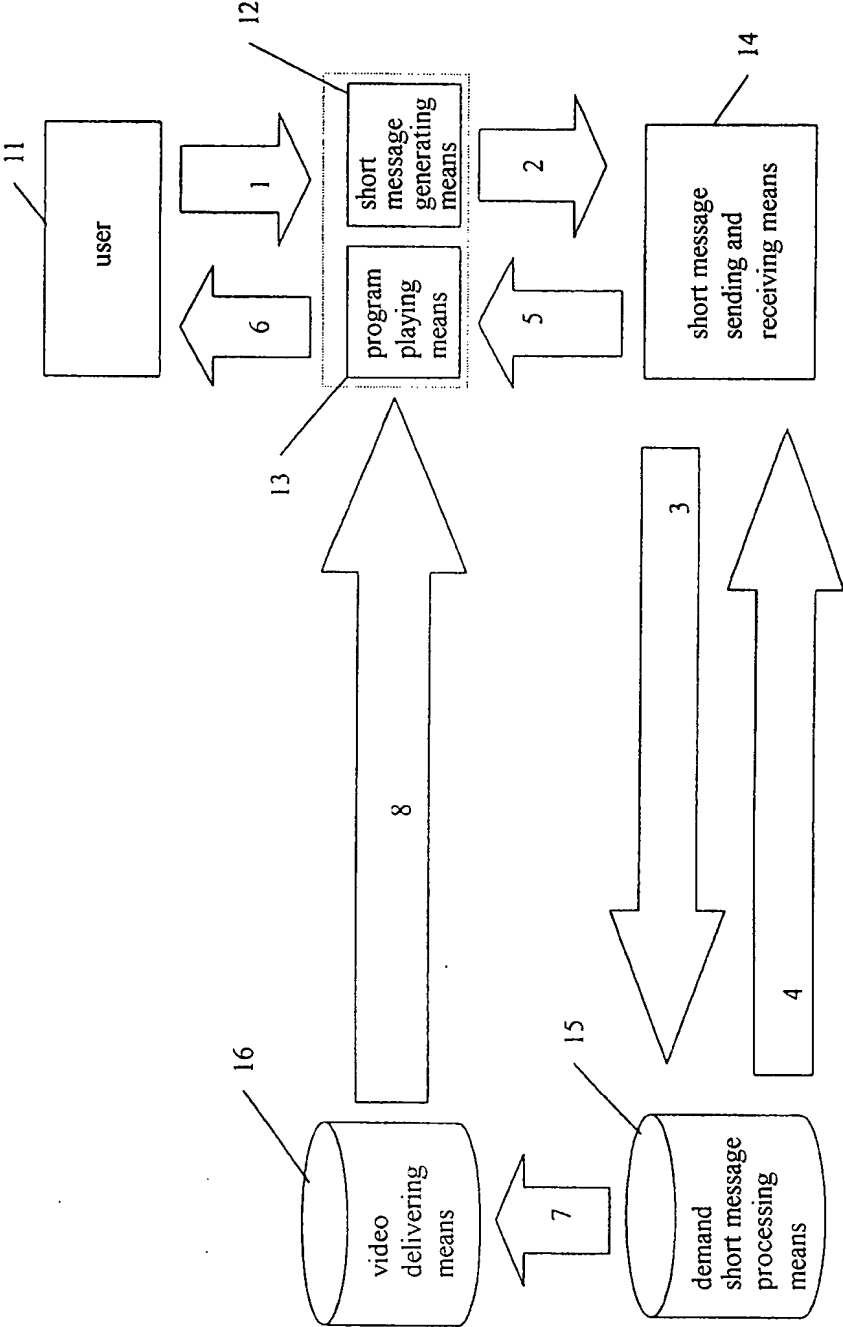 11
user
6
1
12
13
program
playing
means
short
message
generating
means
5
2
14
short message
sending and
receiving means
16
video
delivering
means
8
7
15
demand
short message
processing
means
3
4